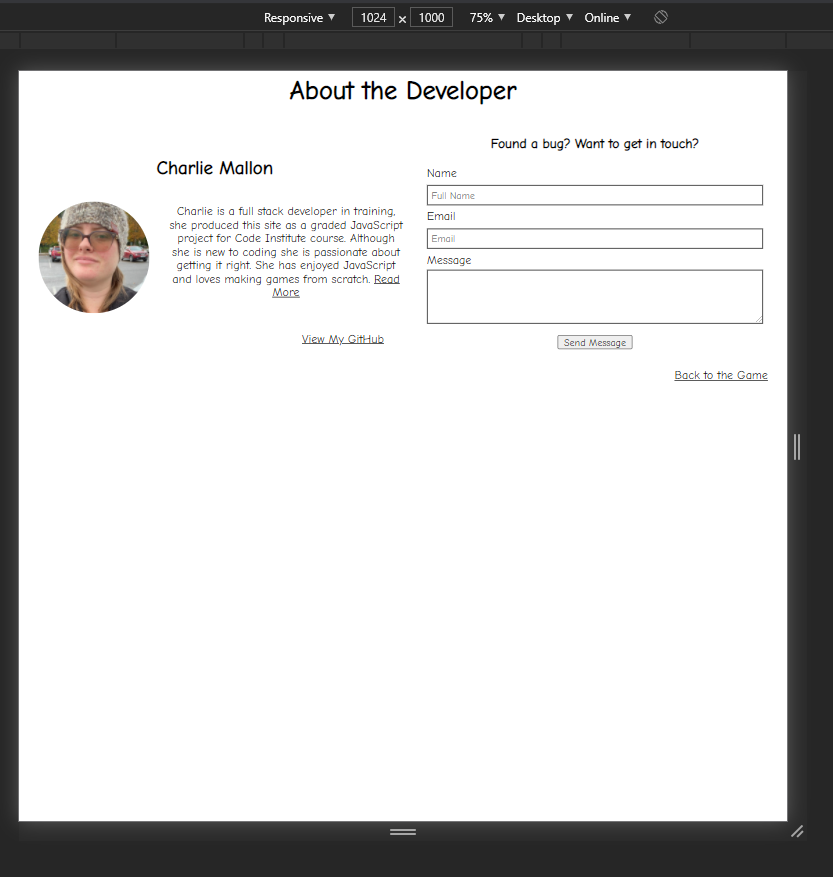 Responsive ▼ 1024 × 1000 75% ▼ Desktop ▼ Online ▼
About the Developer
Charlie Mallon
Charlie is a full stack developer in training,
she produced this site as a graded JavaScript
project for Code Institute course. Although
she is new to coding she is passionate about
getting it right. She has enjoyed JavaScript
and loves making games from scratch. Read
More
View My GitHub
Found a bug? Want to get in touch?
Name
Full Name
Email
Email
Message
Send Message
Back to the Game